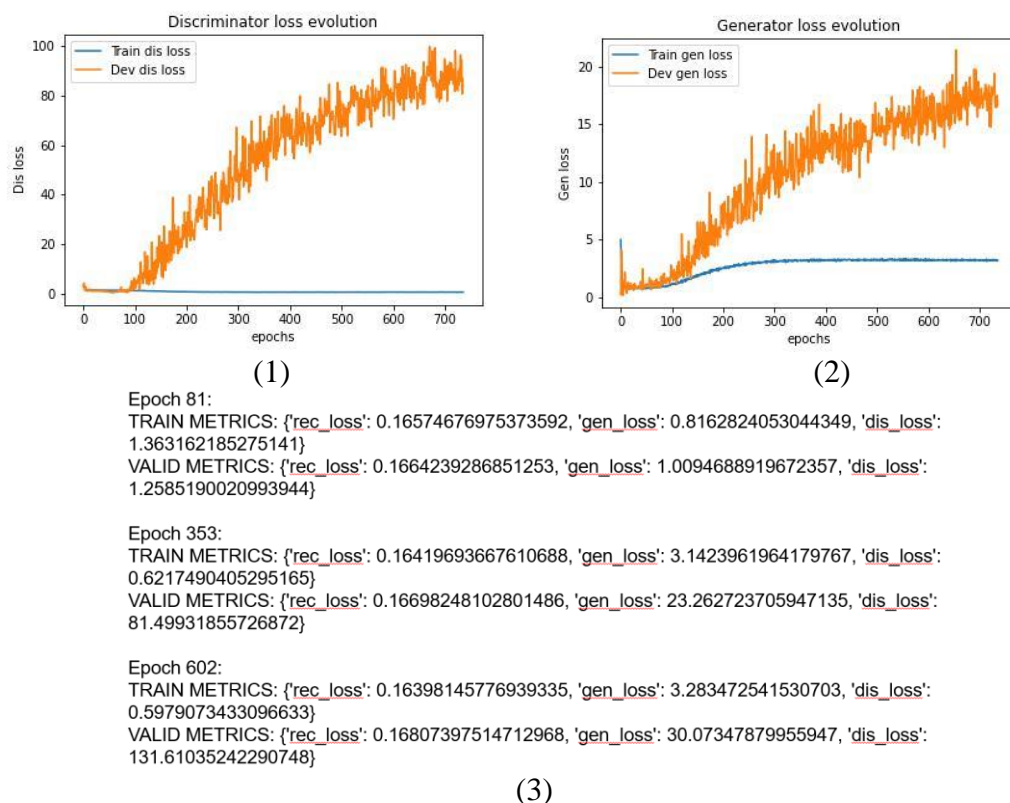 Discriminator loss evolution
100
80
60
40
20
0
Dis loss
Train dis loss
Dev dis loss
0 100 200 300 400 500 600 700
epochs
(1)
Generator loss evolution
20
15
10
5
0
Gen loss
Train gen loss
Dev gen loss
0 100 200 300 400 500 600 700
epochs
(2)
Epoch 81:
TRAIN METRICS: {'rec_loss': 0.16574676975373592, 'gen_loss': 0.8162824053044349, 'dis_loss':
1.363162185275141}
VALID METRICS: {'rec_loss': 0.1664239286851253, 'gen_loss': 1.0094688919672357, 'dis_loss':
1.2585190020993944}
Epoch 353:
TRAIN METRICS: {'rec_loss': 0.16419693667610688, 'gen_loss': 3.1423961964179767, 'dis_loss':
0.6217490405295165}
VALID METRICS: {'rec_loss': 0.16698248102801486, 'gen_loss': 23.262723705947135, 'dis_loss':
81.49931855726872}
Epoch 602:
TRAIN METRICS: {'rec_loss': 0.16398145776939335, 'gen_loss': 3.283472541530703, 'dis_loss':
0.5979073433096633}
VALID METRICS: {'rec_loss': 0.16807397514712968, 'gen_loss': 30.07347879955947, 'dis_loss':
131.61035242290748}
(3)